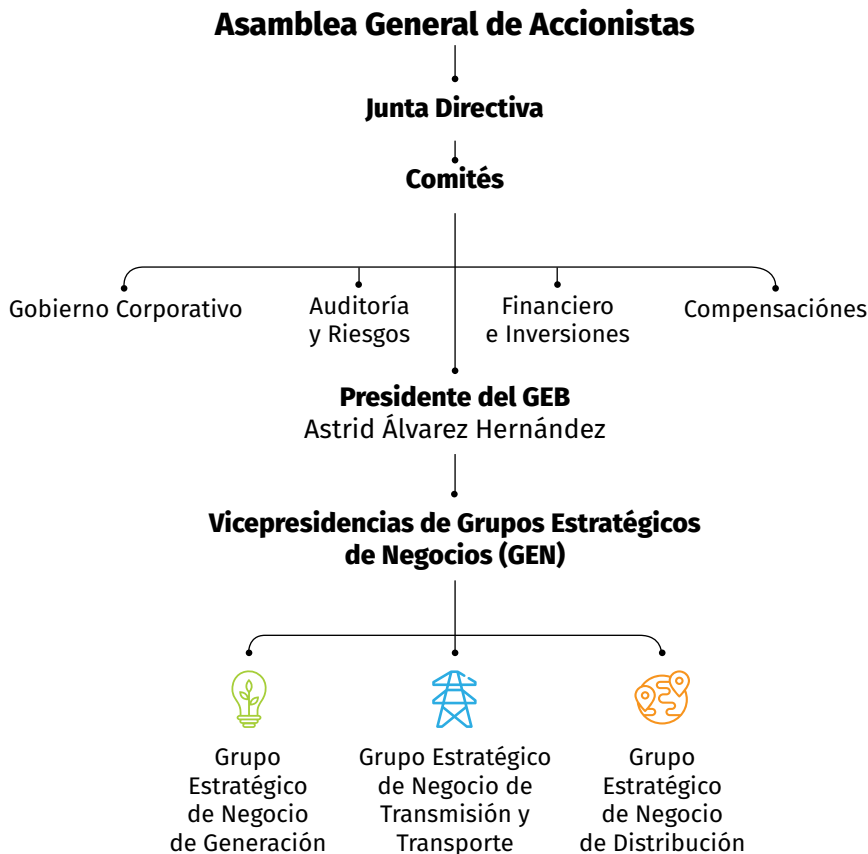 Asamblea General de Accionistas
Junta Directiva
Comités
Gobierno Corporativo
Auditoría
y Riesgos
Financiero
e Inversiones
Compensaciónes
Presidente del GEB
Astrid Álvarez Hernández
Vicepresidencias de Grupos Estratégicos
de Negocios (GEN)
Grupo
Estratégico
de Negocio
de Generación
Grupo Estratégico
de Negocio de
Transmisión y
Transporte
Grupo
Estratégico
de Negocio
de Distribución